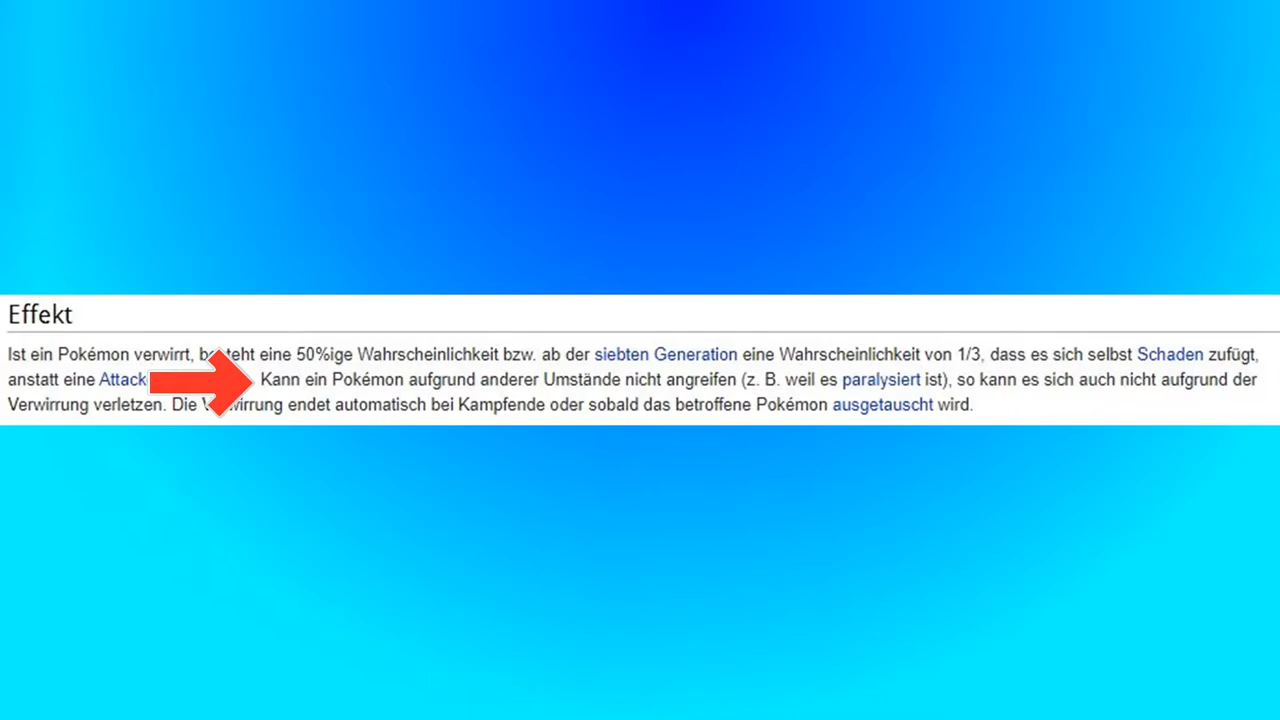 Effekt
Ist ein Pokémon verwirrt, besteht eine 50%ige Wahrscheinlichkeit bzw. ab der siebten Generation eine Wahrscheinlichkeit von 1/3, dass es sich selbst Schaden zufügt,
anstatt eine Kann ein Pokémon aufgrund anderer Umstände nicht angreifen (z. B. weil es paralysiert ist), so kann es sich auch nicht aufgrund der
Verwirrung verletzen. Die Verwirrung endet automatisch bei Kampfende oder sobald das betroffene Pokémon ausgetauscht wird.